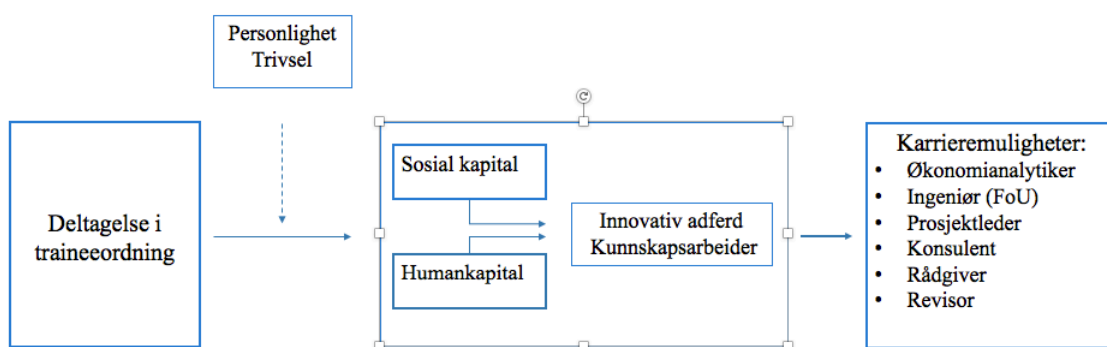 Personlighet
Trivsel
Deltagelse i
traineeordning
Sosial kapital
Humankapital
Innovativ adferd
Kunnskapsarbeider
Karrieremuligheter:
• Økonomianalytiker
• Ingeniør (FoU)
• Prosjektleder
• Konsulent
• Rådgiver
• Revisor